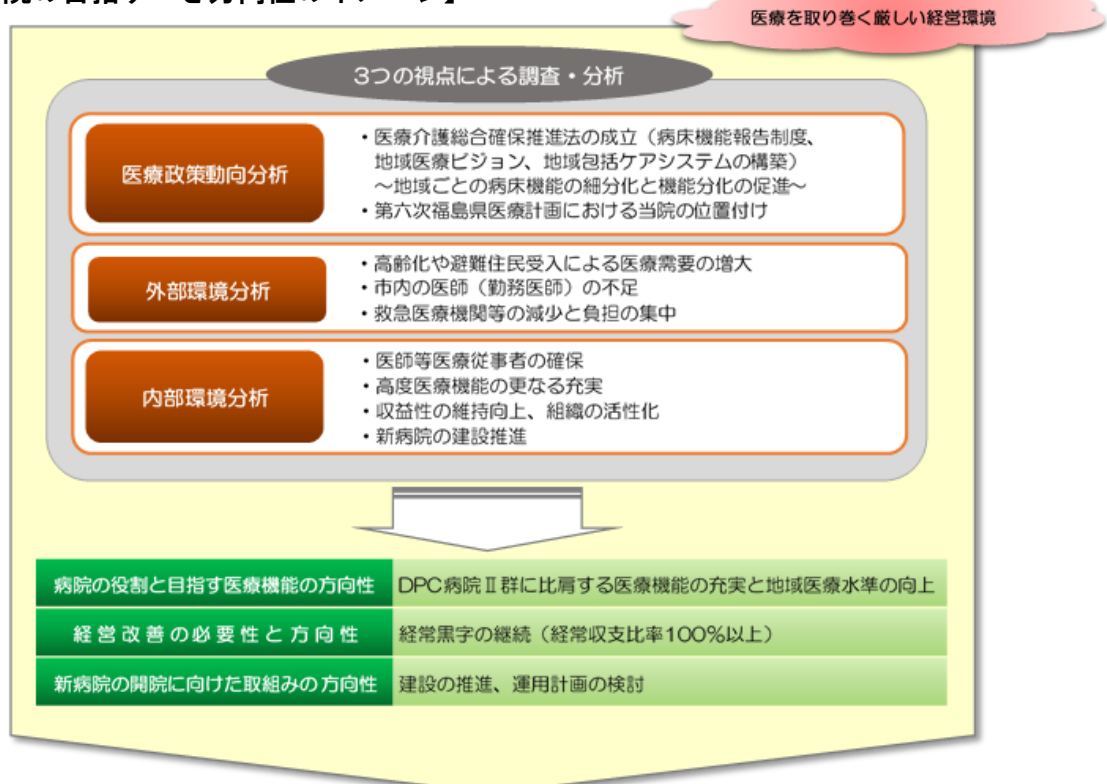 院の目指すべき方向性のイメージ】
医療を取り巻く厳しい経営環境
3つの視点による調査・分析
医療政策動向分析
・医療介護総合確保推進法の成立（病床機能報告制度、
地域医療ビジョン、地域包括ケアシステムの構築）
～地域ごとの病床機能の細分化と機能分化の促進～
・第六次福島県医療計画における当院の位置付け
外部環境分析
・高齢化や避難住民受入による医療需要の増大
・市内の医師（勤務医師）の不足
・救急医療機関等の減少と負担の集中
内部環境分析
・医師等医療従事者の確保
・高度医療機能の更なる充実
・収益性の維持向上、組織の活性化
・新病院の建設推進
病院の役割と目指す医療機能の方向性
DPC病院Ⅱ群に比肩する医療機能の充実と地域医療水準の向上
経営改善の必要性と方向性
経常黒字の継続（経常収支比率100％以上）
新病院の開院に向けた取組みの方向性
建設の推進、運用計画の検討